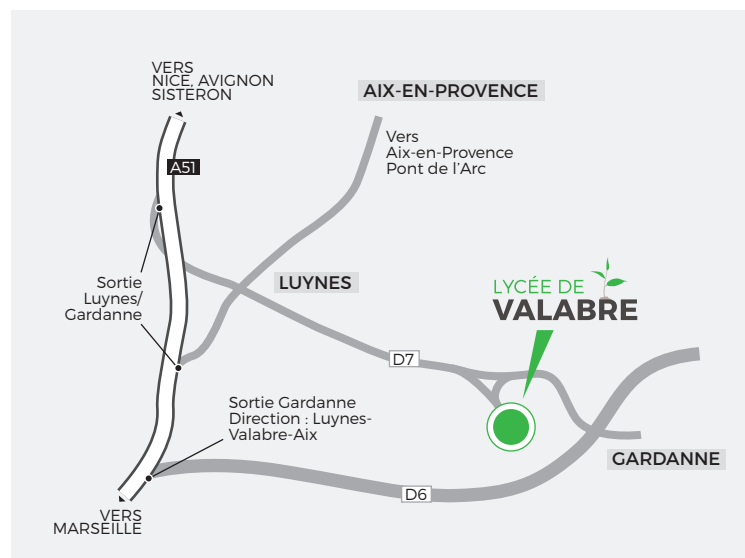 VERS
NICE, AVIGNON
SISTERON
AIX-EN-PROVENCE
Vers
Aix-en-Provence
Pont de l'Arc
A51
Sortie
Luynes/
Gardanne
LUYNES
LYCÉE DE
VALABRE
D7
Sortie Gardanne
Direction : Luynes-
Valabre-Aix
GARDANNE
D6
VERS
MARSEILLE